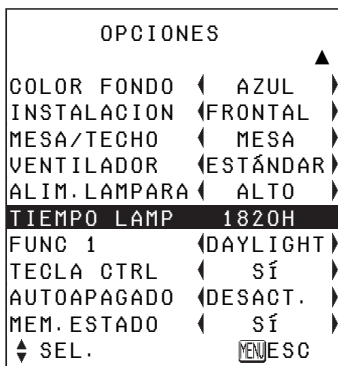 OPCIONES
▲
COLOR FONDO ◀ AZUL ▶
INSTALACION ◀ FRONTAL ▶
MESA/TECHO ◀ MESA ▶
VENTILADOR ◀ ESTÁNDAR ▶
ALIM.LAMPARA ◀ ALTO ▶
TIEMPO LAMP 1820H
FUNC 1 ◀ DAYLIGHT ▶
TECLA CTRL ◀ SÍ ▶
AUTOAPAGADO ◀ DESACT. ▶
MEM.ESTADO ◀ SÍ ▶
SEL. MENU ESC